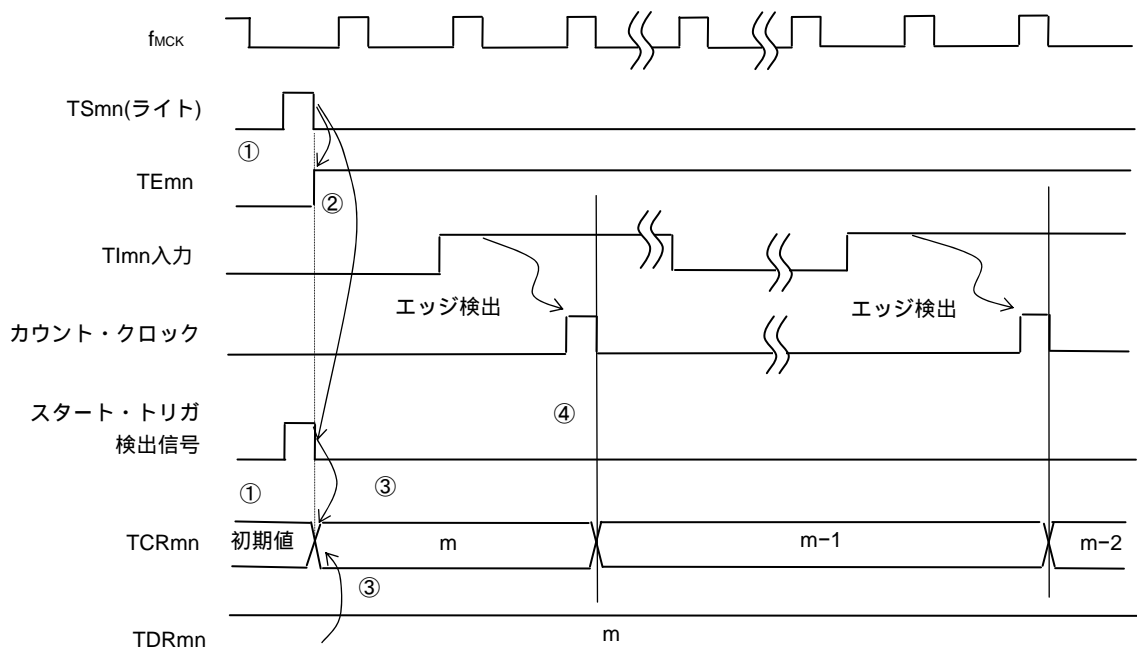 fMCK
TSmn(ライト)
①
TEmn
②
TImn入力
エッジ検出
エッジ検出
カウント・クロック
スタート・トリガ
検出信号
④
①
③
TCRmn
初期値
m
m−1
m−2
③
TDRmn
m